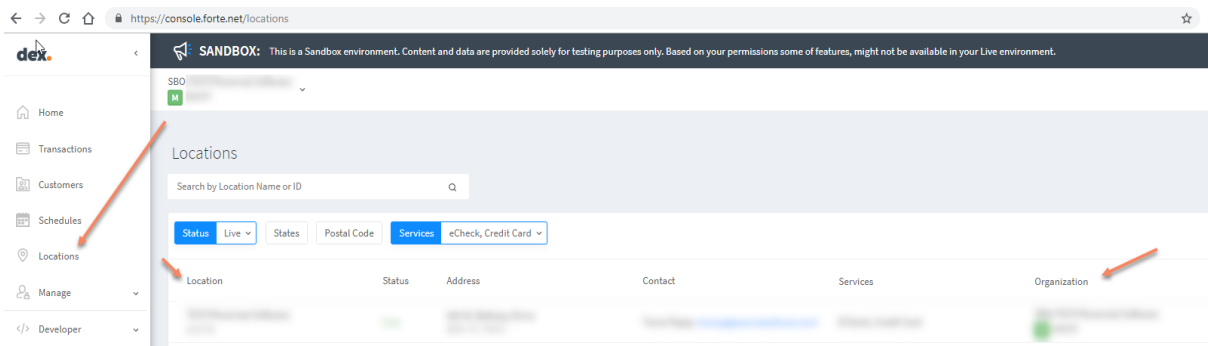 https://console.forte.net/locations
dex.
SANDBOX: This is a Sandbox environment. Content and data are provided solely for testing purposes only. Based on your permissions some of features, might not be available in your Live environment.
SBO
M
Home
Transactions
Customers
Schedules
Locations
Manage
</> Developer
Locations
Search by Location Name or ID
Status Live States Postal Code Services eCheck, Credit Card
Location Status Address Contact Services Organization